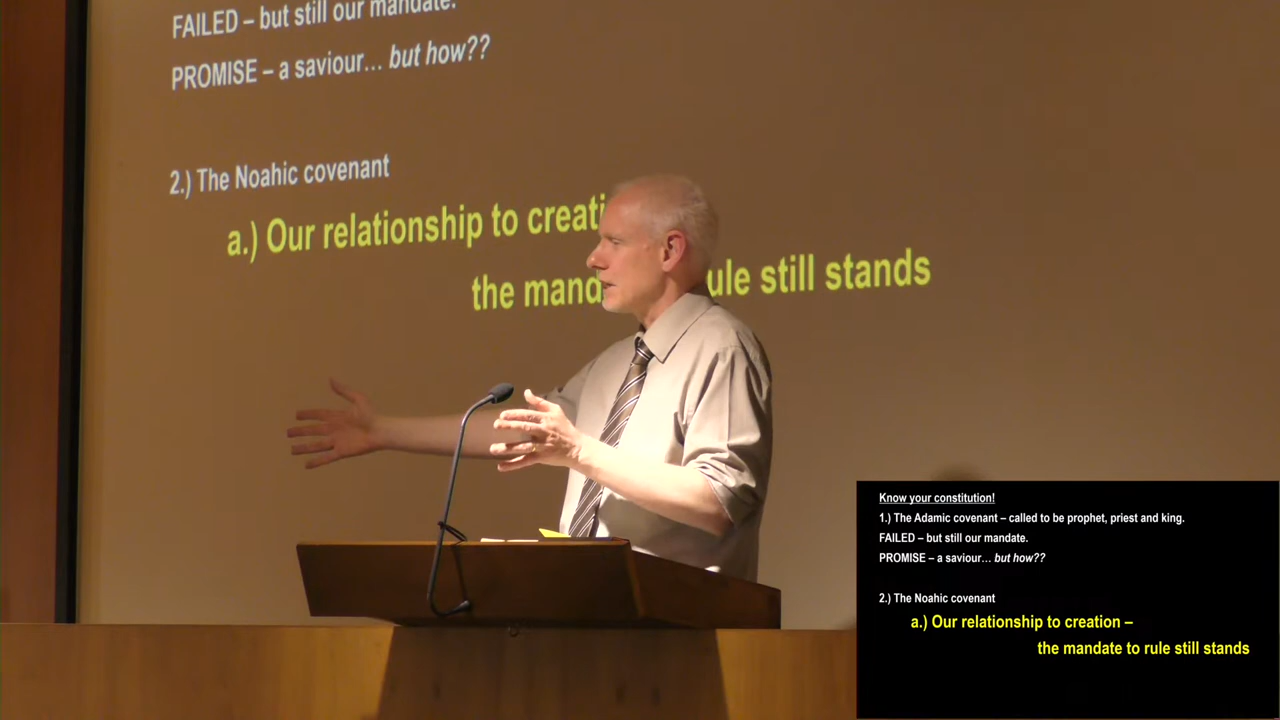 FAILED – but still our mandate.
PROMISE – a saviour… but how??
2.) The Noahic covenant
a.) Our relationship to creati
the mand ule still stands
Know your constitution!
1.) The Adamic covenant – called to be prophet, priest and king.
FAILED – but still our mandate.
PROMISE – a saviour… but how??
2.) The Noahic covenant
a.) Our relationship to creation –
the mandate to rule still stands